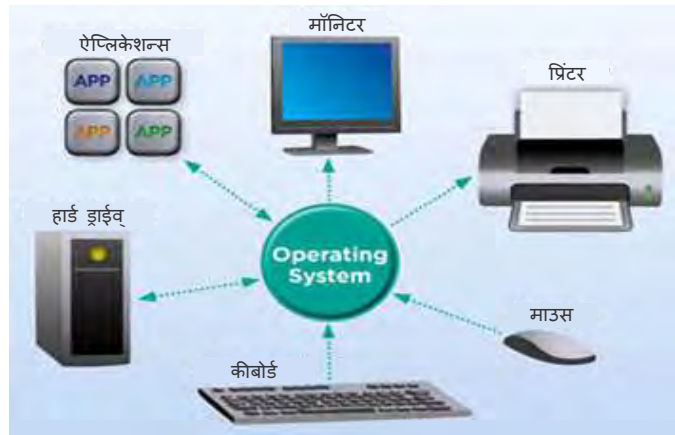 ऐप्लिकेशन्स
मॉनिटर
प्रिंटर
APP APP
APP APP
हार्ड ड्राईव्
Operating
System
माउस
कीबोर्ड